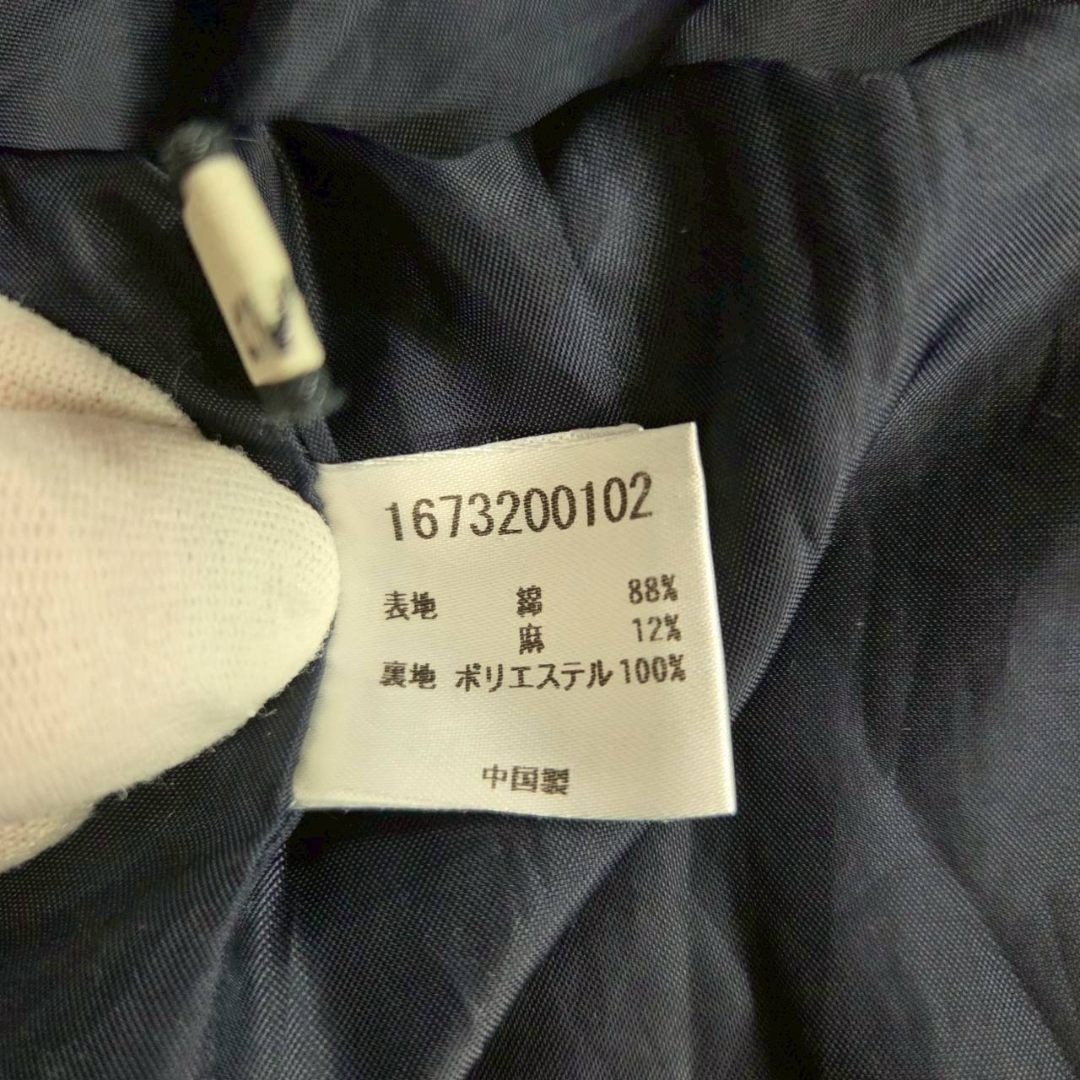 1673200102
表地 綿 88%
麻 12%
裏地 ポリエステル 100%
中国製